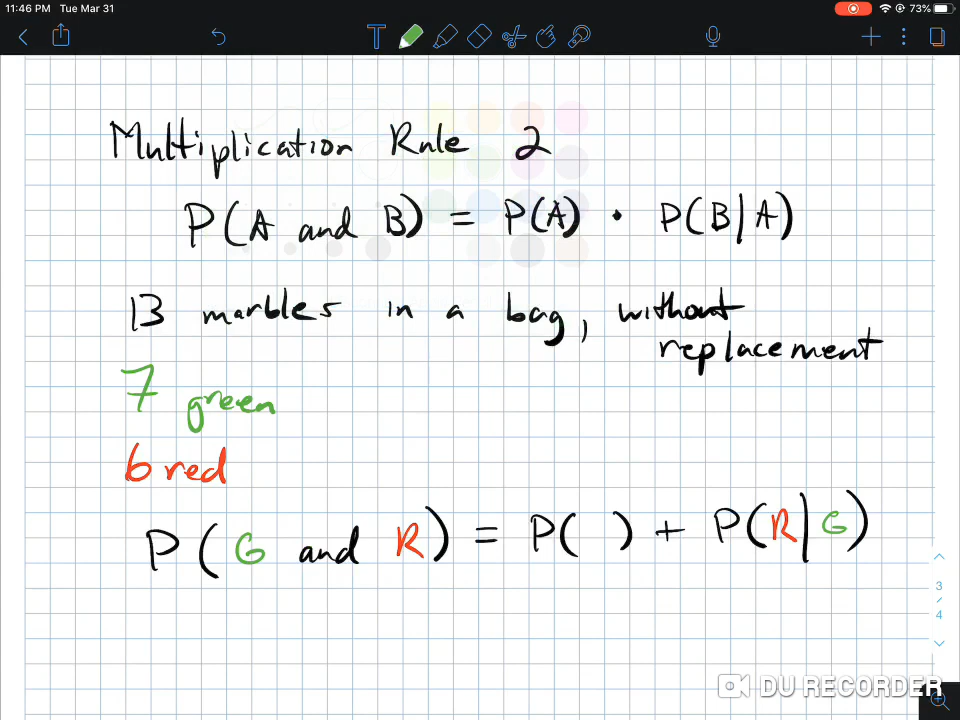 11:46 PM Tue Mar 31
73%
Multiplication Rule 2
P(A and B) = P(A) • P(B|A)
13 marbles in a bag, without
replacement
7 green
6 red
P(G and R) = P( ) + P(R|G)
3
4
DU RECORDER